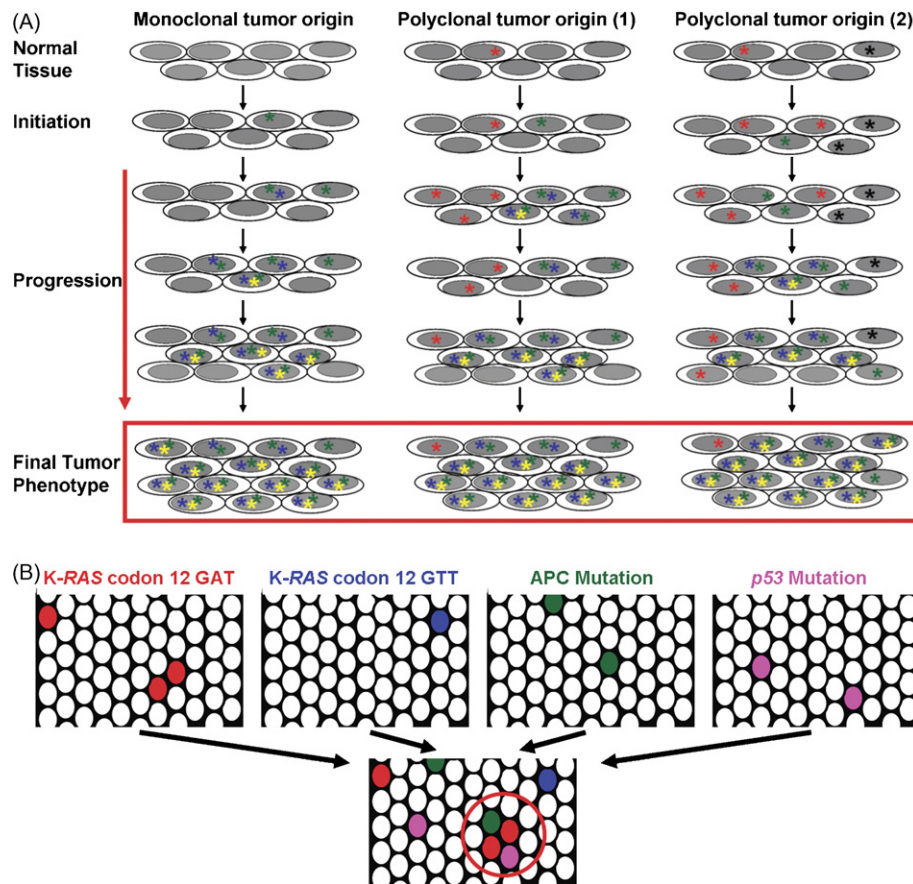 (A)
Monoclonal tumor origin
Polyclonal tumor origin (1)
Polyclonal tumor origin (2)
Normal
Tissue
Initiation
Progression
Final Tumor
Phenotype
(B)
K-RAS codon 12 GAT
K-RAS codon 12 GTT
APC Mutation
p53 Mutation